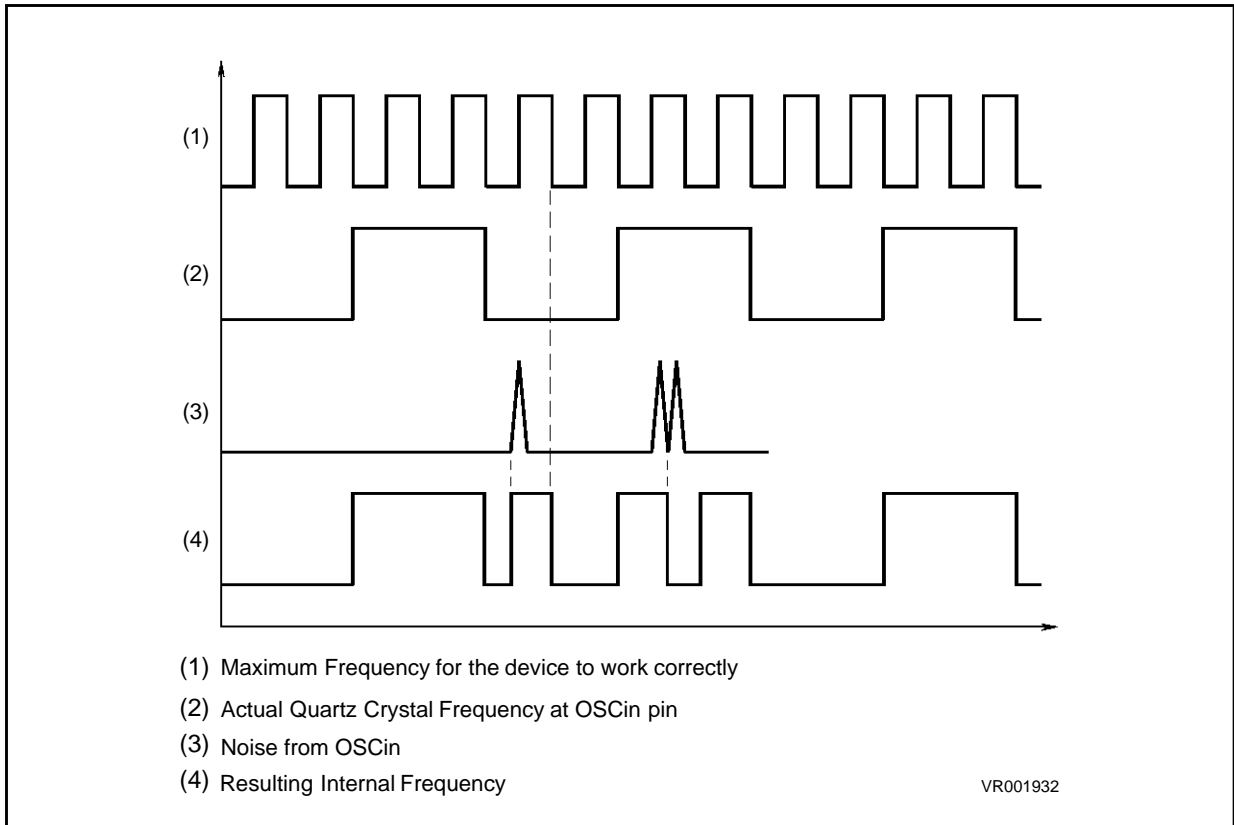 (1)
(2)
(3)
(4)
(1) Maximum Frequency for the device to work correctly
(2) Actual Quartz Crystal Frequency at OSCin pin
(3) Noise from OSCin
(4) Resulting Internal Frequency
VR001932